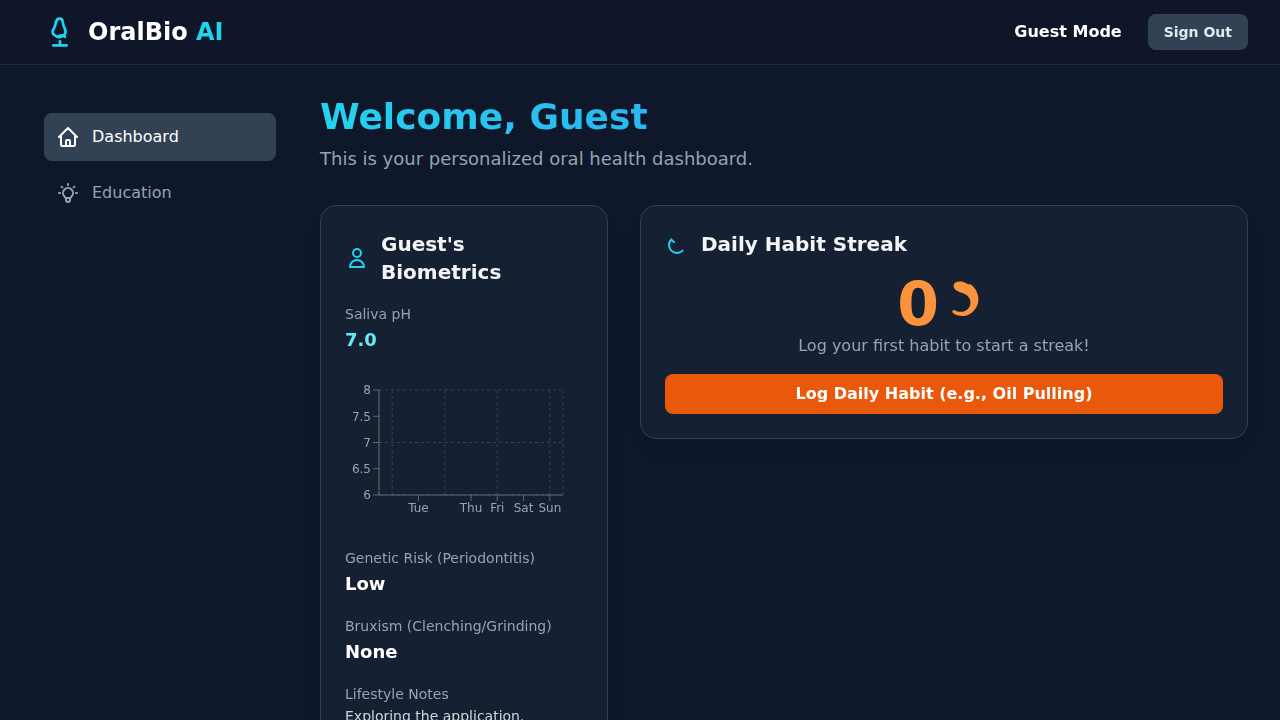 OralBio AI
Guest Mode
Sign Out
Dashboard
Education
Welcome, Guest
This is your personalized oral health dashboard.
Guest's
Biometrics
Saliva pH
7.0
8
7.5
7
6.5
6
Tue Thu Fri Sat Sun
Genetic Risk (Periodontitis)
Low
Bruxism (Clenching/Grinding)
None
Lifestyle Notes
Exploring the application.
Daily Habit Streak
0
Log your first habit to start a streak!
Log Daily Habit (e.g., Oil Pulling)